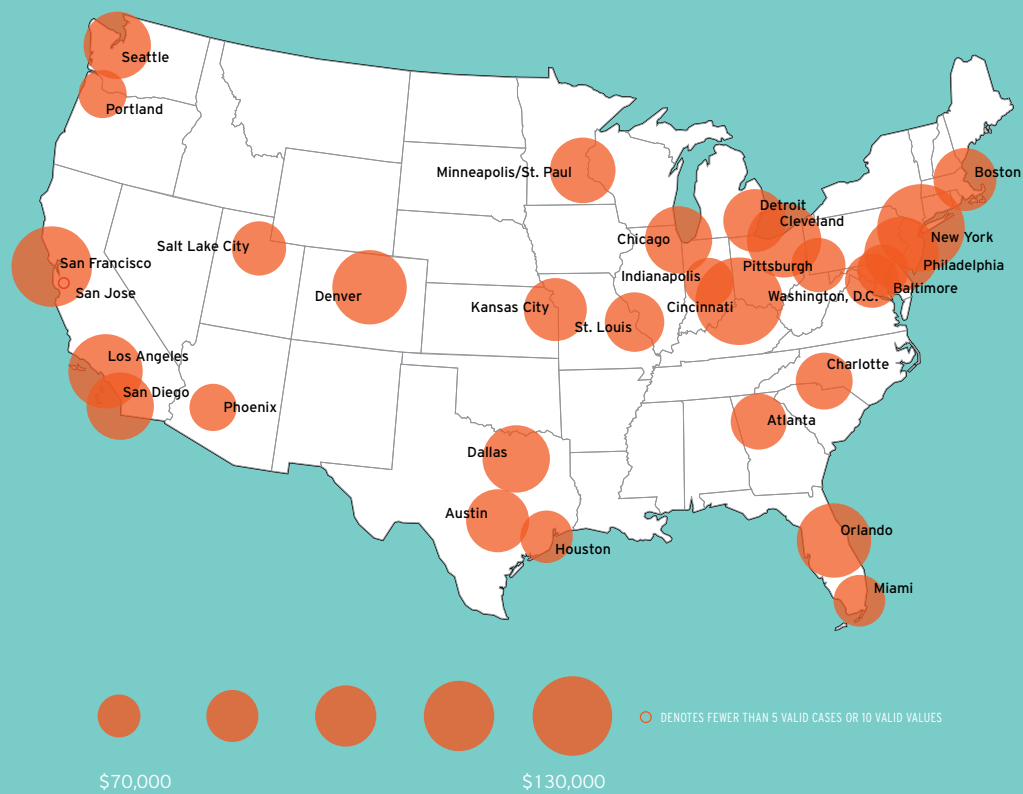 Seattle
Portland
Minneapolis/St. Paul
Boston
Detroit
Cleveland
New York
Chicago
Salt Lake City
San Francisco
Pittsburgh
Philadelphia
Indianapolis
Baltimore
San Jose
Denver
Washington, D.C.
Kansas City
Cincinnati
St. Louis
Los Angeles
Charlotte
San Diego
Phoenix
Atlanta
Dallas
Austin
Orlando
Houston
Miami
DENOTES FEWER THAN 5 VALID CASES OR 10 VALID VALUES
$70,000
$130,000